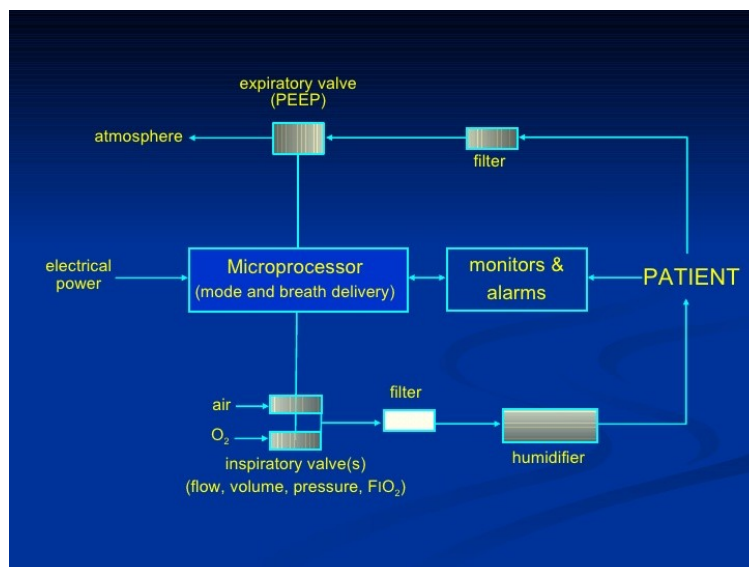 expiratory valve
(PEEP)
atmosphere
filter
electrical
power
Microprocessor
(mode and breath delivery)
monitors &
alarms
PATIENT
air
O₂
filter
inspiratory valve(s)
(flow, volume, pressure, FIO₂)
humidifier